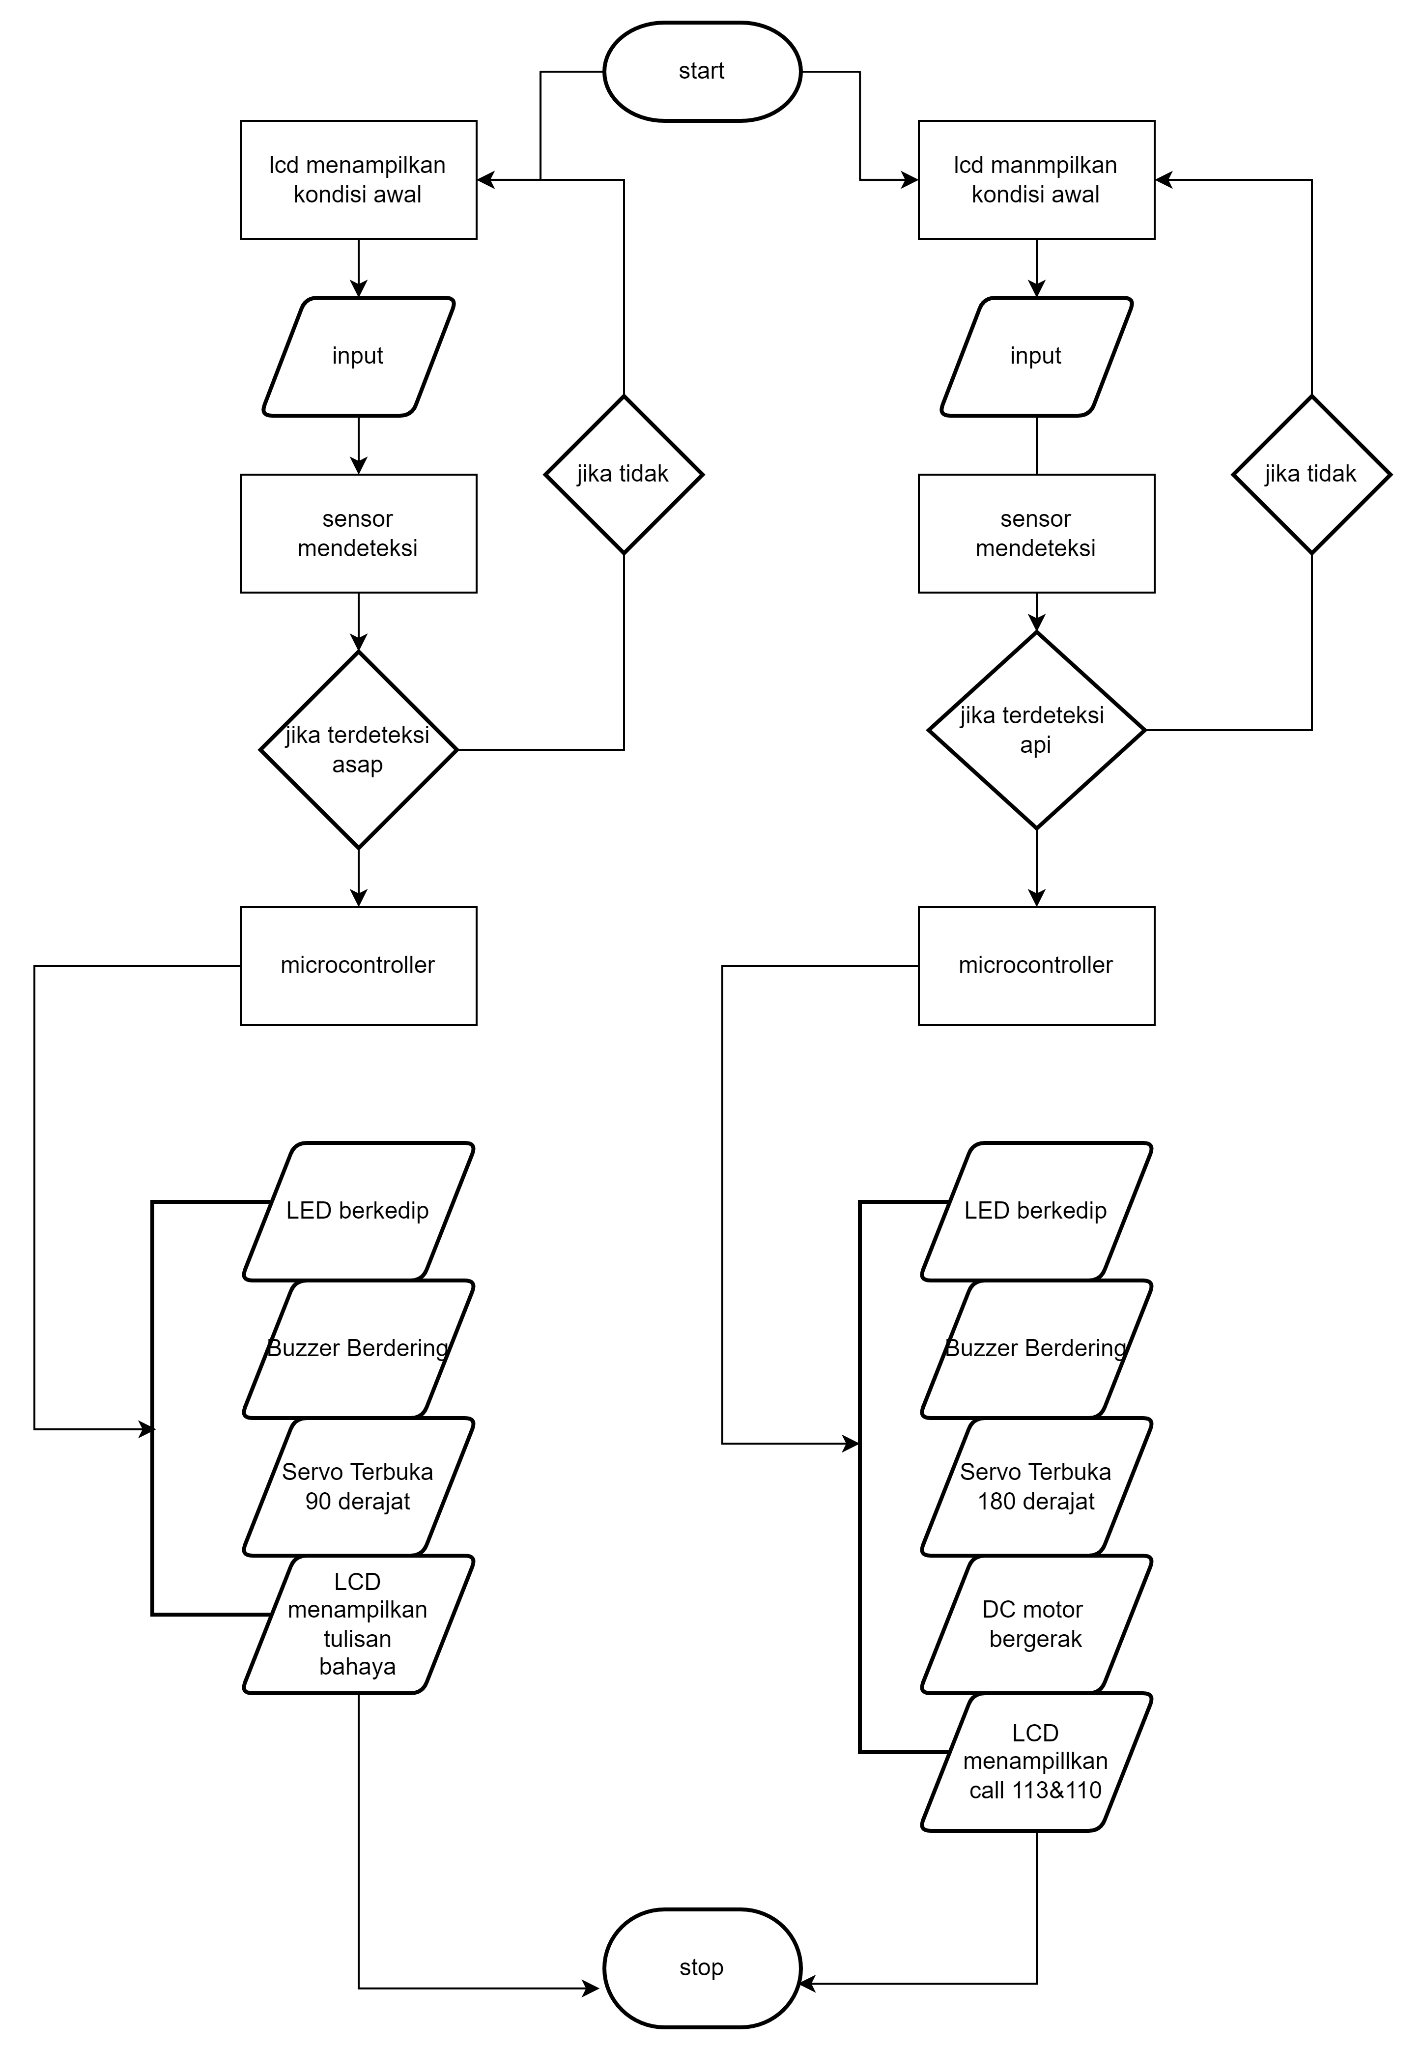 start
lcd menampilkan
kondisi awal
input
sensor
mendeteksi
jika tidak
jika terdeteksi
asap
microcontroller
LED berkedip
Buzzer Berdering
Servo Terbuka
90 derajat
LCD
menampilkan
tulisan
bahaya
lcd manmpilkan
kondisi awal
input
sensor
mendeteksi
jika tidak
jika terdeteksi
api
microcontroller
LED berkedip
Buzzer Berdering
Servo Terbuka
180 derajat
DC motor
bergerak
LCD
menampillkan
call 113&110
stop